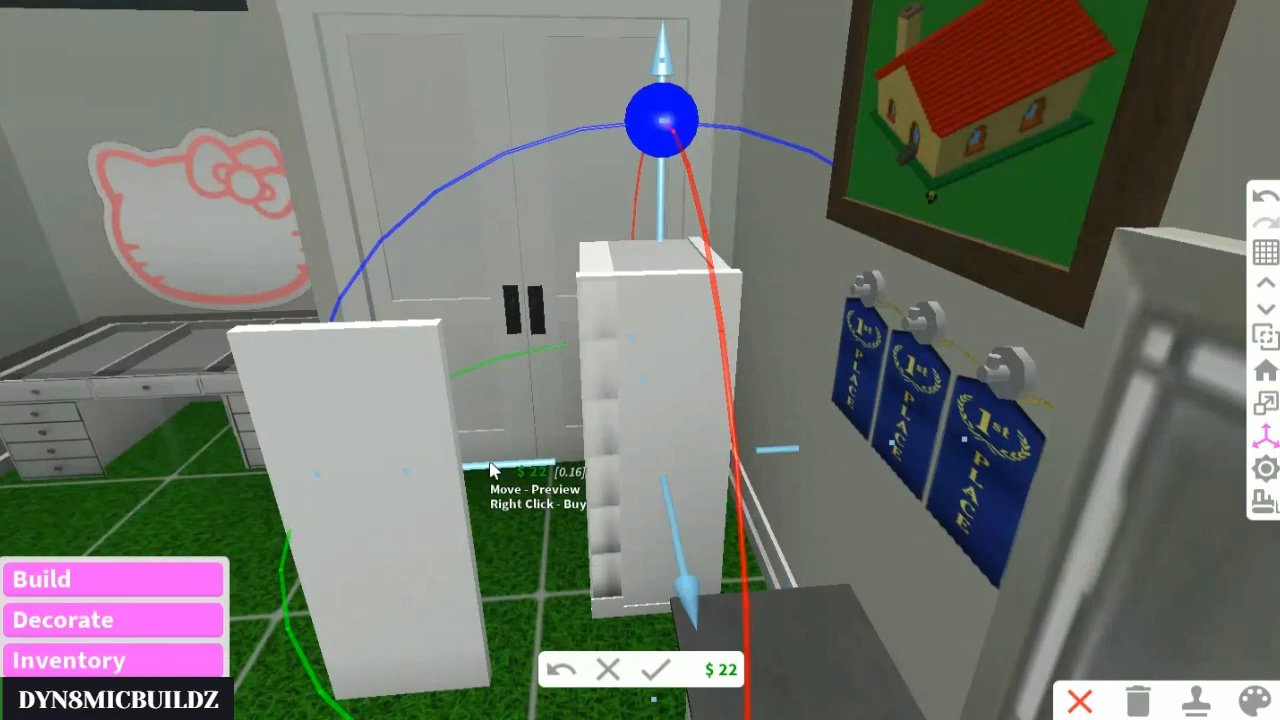 1st
PLACE
1st
PLACE
1st
PLACE
$ 22 [0.16]
Move - Preview
Right Click - Buy
Build
Decorate
Inventory
DYN8MICBUILDZ
$ 22